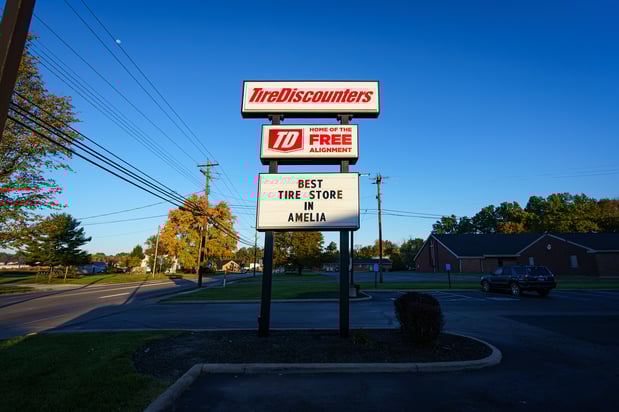 TireDiscounters
TD
HOME OF THE
FREE
ALIGNMENT
BEST
TIRE STORE
IN
AMELIA